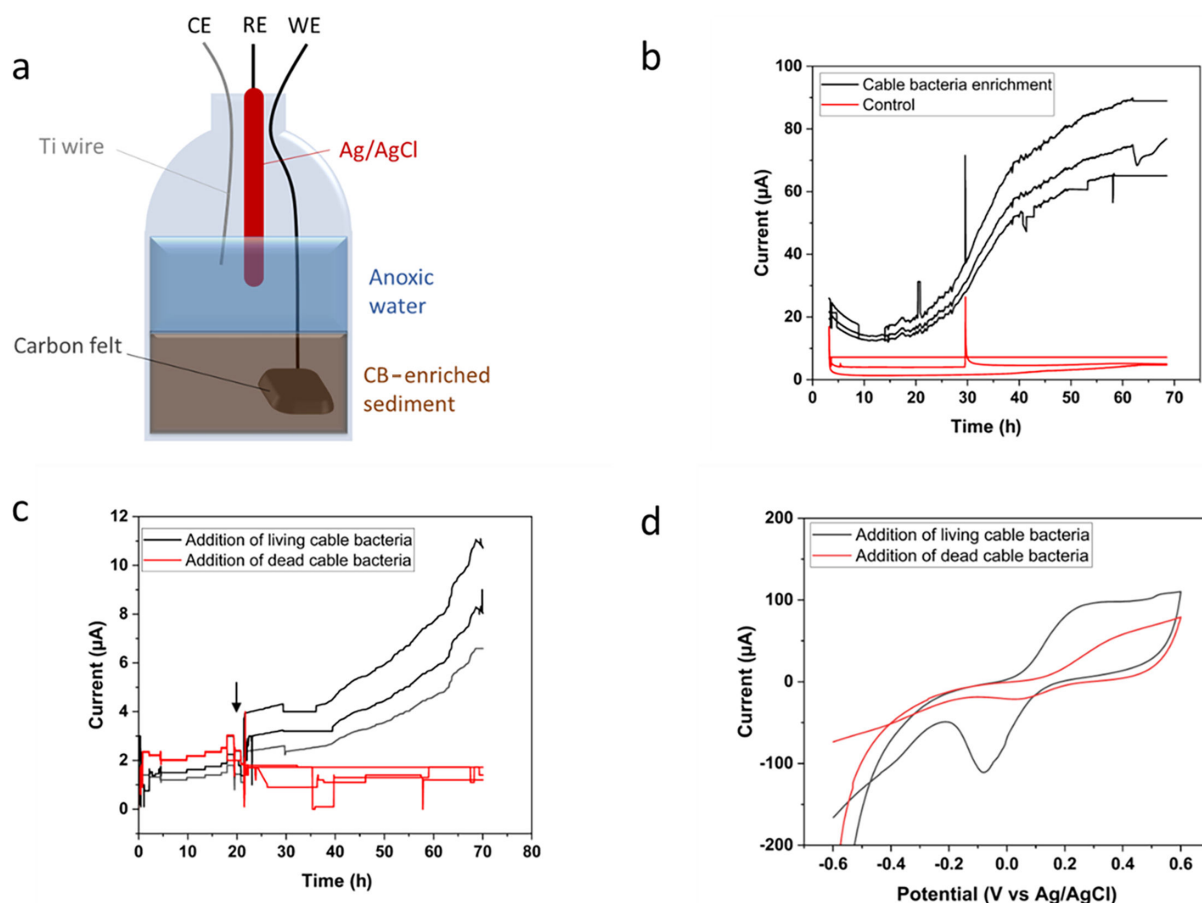 a
CE RE WE
Ti wire
Ag/AgCl
Anoxic
water
Carbon felt
CB-enriched
sediment
b
Cable bacteria enrichment
Control
Current (µA)
100
80
60
40
20
0
0 10 20 30 40 50 60 70
Time (h)
c
Addition of living cable bacteria
Addition of dead cable bacteria
Current (µA)
12
10
8
6
4
2
0
0 10 20 30 40 50 60 70 80
Time (h)
d
Addition of living cable bacteria
Addition of dead cable bacteria
Current (µA)
200
100
0
-100
-200
-0.6 -0.4 -0.2 0.0 0.2 0.4 0.6
Potential (V vs Ag/AgCl)